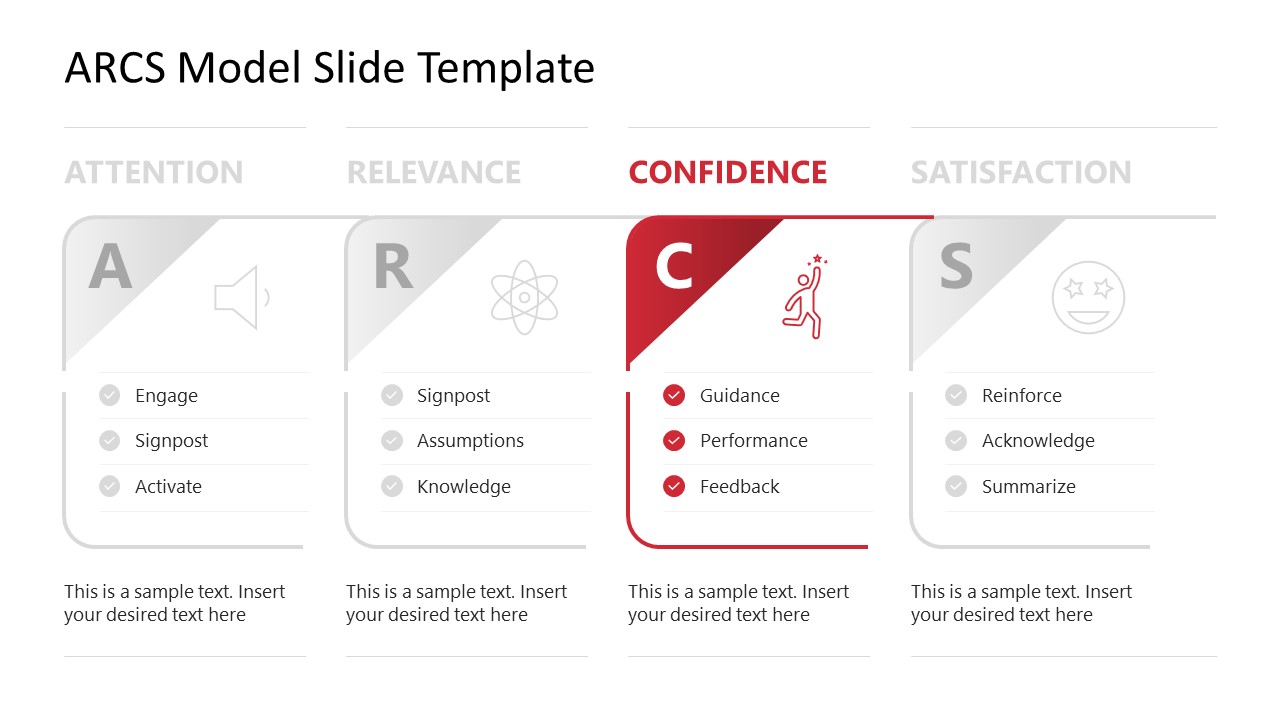 ARCS Model Slide Template
ATTENTION
A
Engage
Signpost
Activate
This is a sample text. Insert
your desired text here
RELEVANCE
R
Signpost
Assumptions
Knowledge
This is a sample text. Insert
your desired text here
CONFIDENCE
C
Guidance
Performance
Feedback
This is a sample text. Insert
your desired text here
SATISFACTION
S
Reinforce
Acknowledge
Summarize
This is a sample text. Insert
your desired text here